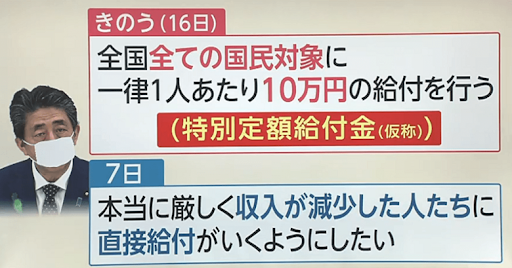 きのう(16日)
全国全ての国民対象に
一律1人あたり10万円の給付を行う
(特別定額給付金(仮称))
7日
本当に厳しく収入が減少した人たちに
直接給付がいくようにしたい